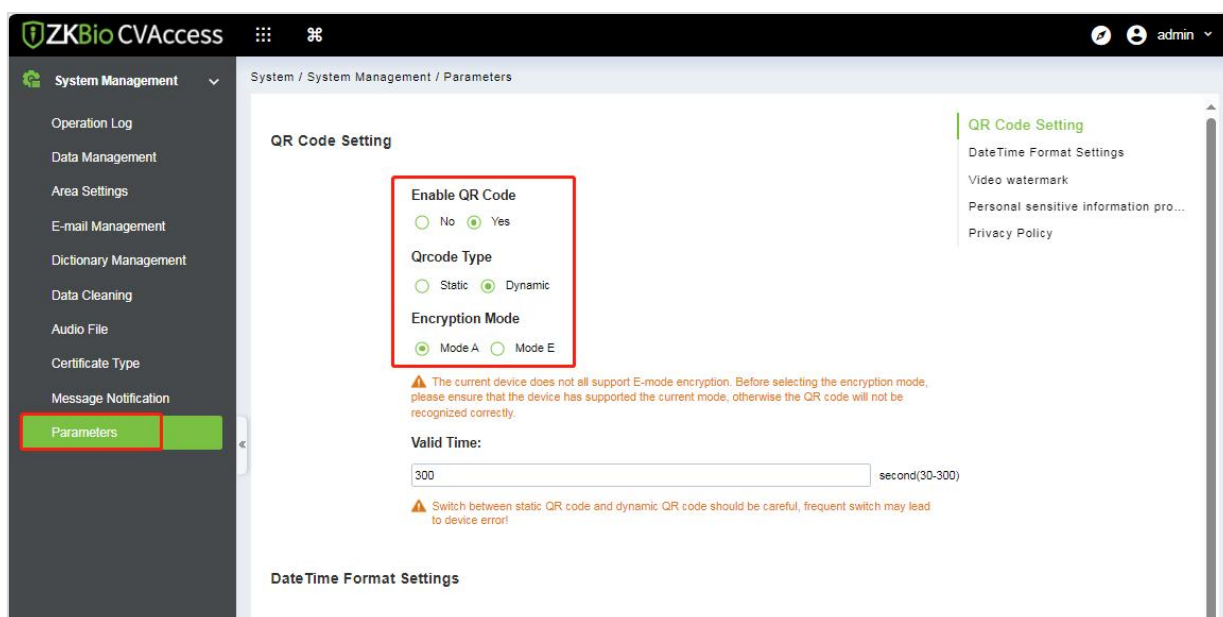 ZKBio CVAccess
admin
System Management
System / System Management / Parameters
Operation Log
Data Management
Area Settings
E-mail Management
Dictionary Management
Data Cleaning
Audio File
Certificate Type
Message Notification
Parameters
QR Code Setting
Enable QR Code
No Yes
Qrcode Type
Static Dynamic
Encryption Mode
Mode A Mode E
The current device does not all support E-mode encryption. Before selecting the encryption mode,
please ensure that the device has supported the current mode, otherwise the QR code will not be
recognized correctly.
Valid Time:
300 second(30-300)
Switch between static QR code and dynamic QR code should be careful, frequent switch may lead
to device error!
DateTime Format Settings
QR Code Setting
DateTime Format Settings
Video watermark
Personal sensitive information pro...
Privacy Policy